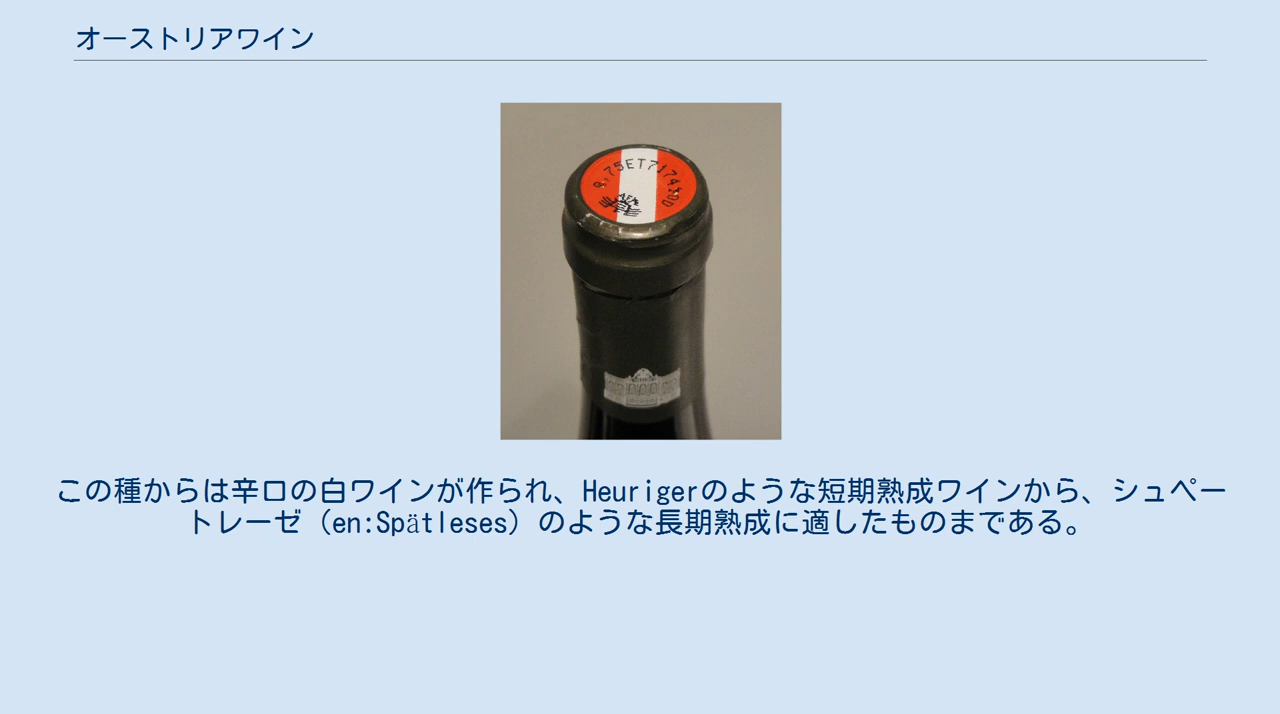 オーストリアワイン
0,75ET7174100
この種からは辛口の白ワインが作られ、Heurigerのような短期熟成ワインから、シュペー
トレーゼ（en:Spätleses）のような長期熟成に適したものまである。